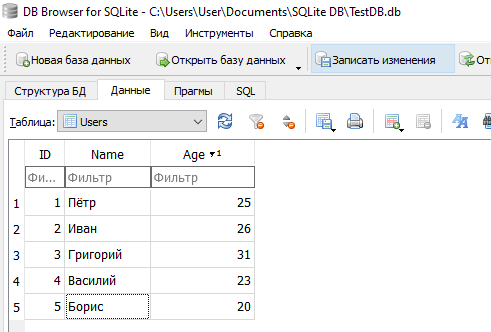 DB Browser for SQLite - C:\Users\User\Documents\SQLite DB\TestDB.db
Файл Редактирование Вид Инструменты Справка
Новая база данных Открыть базу данных Записать изменения
Структура БД Данные Прагмы SQL
Таблица: Users
ID Name Age 1
Фи... Фильтр Фильтр
1 1 Пётр 25
2 2 Иван 26
3 3 Григорий 31
4 4 Василий 23
5 5 Борис 20